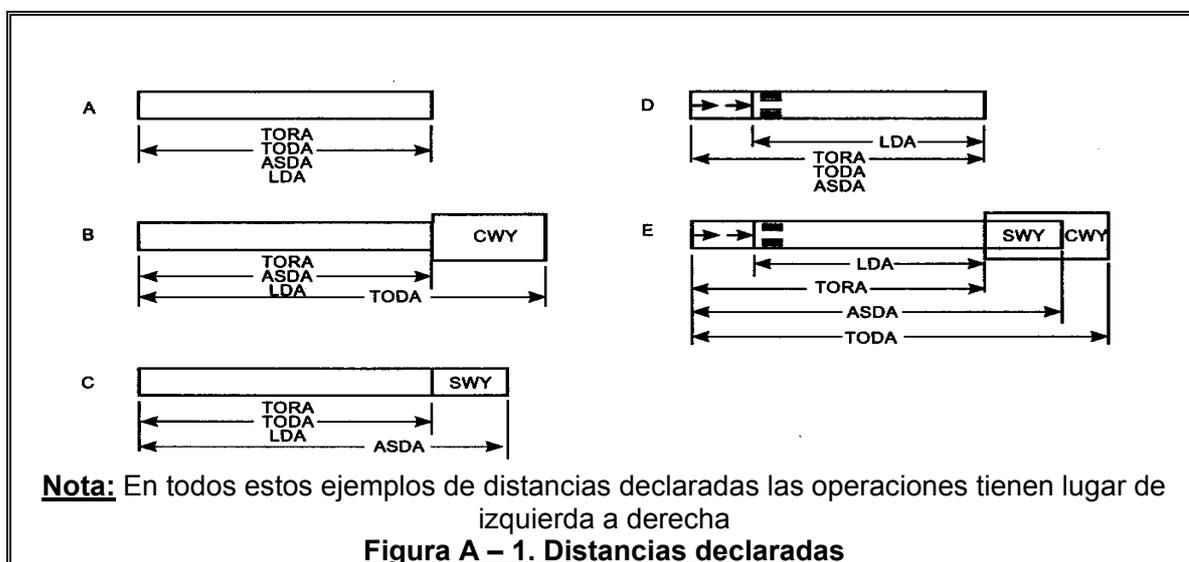 A
TORA
TODA
ASDA
LDA
B
CWY
TORA
ASDA
LDA
TODA
C
SWY
TORA
TODA
LDA
ASDA
D
LDA
TORA
TODA
ASDA
E
SWY
CWY
LDA
TORA
ASDA
TODA
Nota: En todos estos ejemplos de distancias declaradas las operaciones tienen lugar de
izquierda a derecha
Figura A – 1. Distancias declaradas